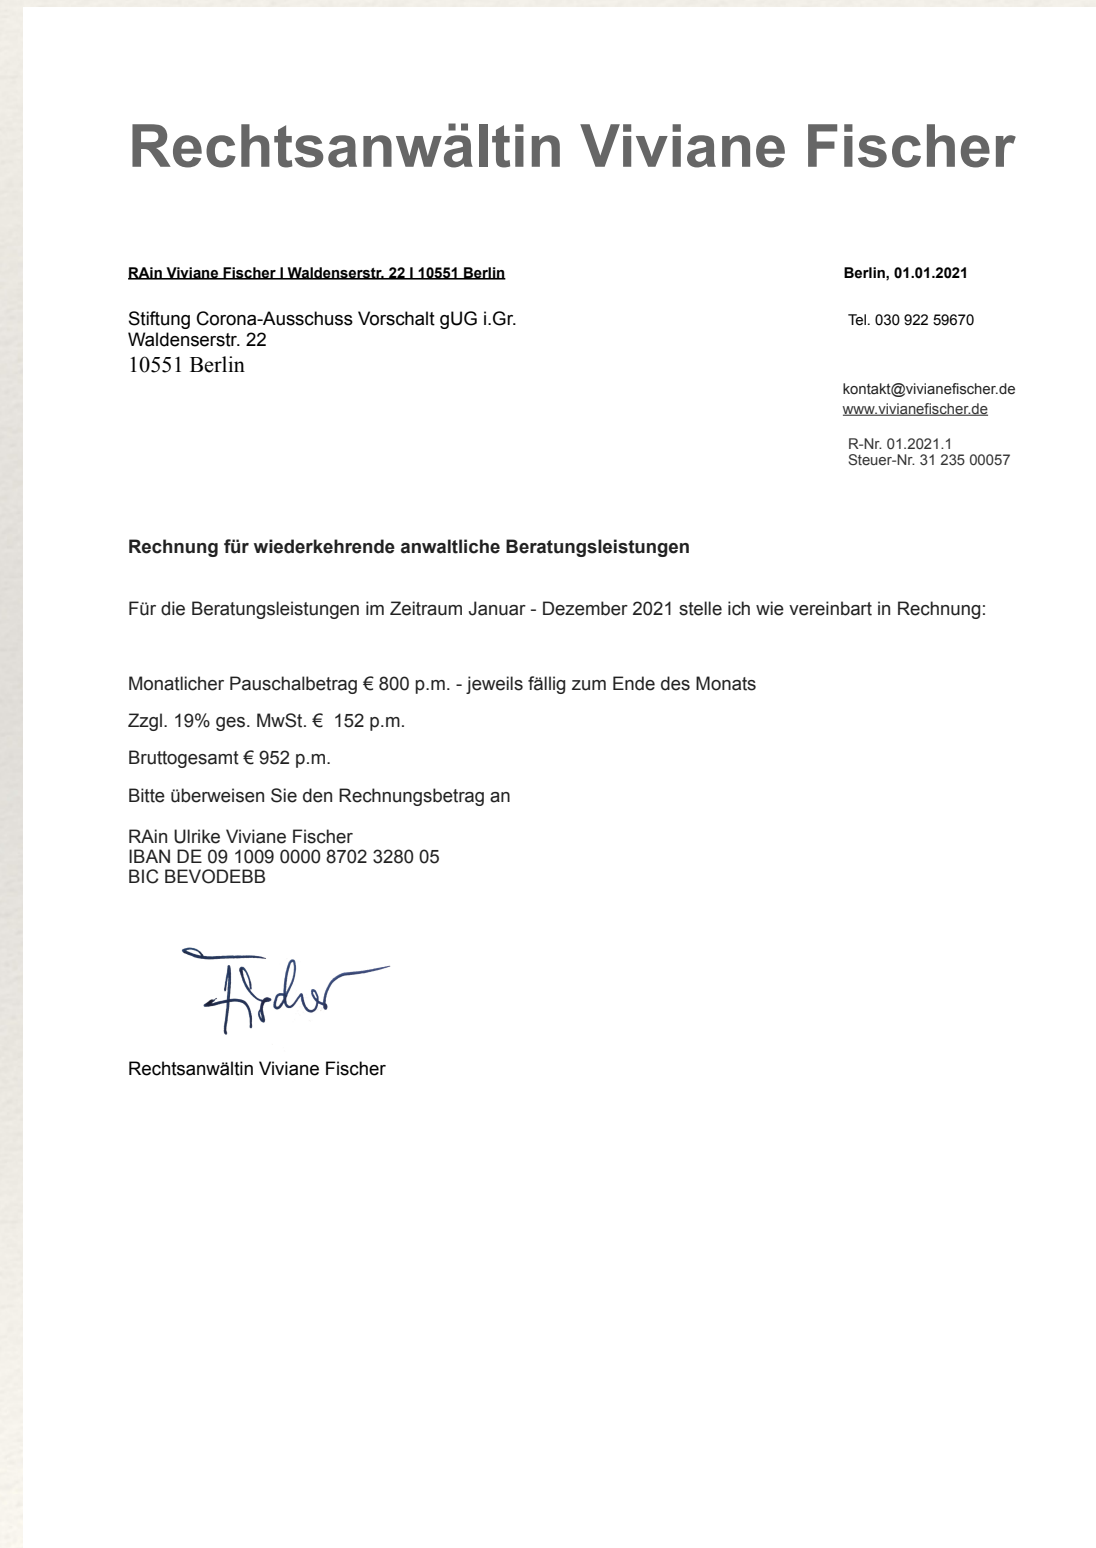 Rechtsanwältin Viviane Fischer
RAin Viviane Fischer I Waldenserstr. 22 I 10551 Berlin
Berlin, 01.01.2021
Stiftung Corona-Ausschuss Vorschalt gUG i.Gr.
Waldenserstr. 22
10551 Berlin
Tel. 030 922 59670
kontakt@vivianefischer.de
www.vivianefischer.de
R-Nr. 01.2021.1
Steuer-Nr. 31 235 00057
Rechnung für wiederkehrende anwaltliche Beratungsleistungen
Für die Beratungsleistungen im Zeitraum Januar - Dezember 2021 stelle ich wie vereinbart in Rechnung:
Monatlicher Pauschalbetrag € 800 p.m. - jeweils fällig zum Ende des Monats
Zzgl. 19% ges. MwSt. € 152 p.m.
Bruttogesamt € 952 p.m.
Bitte überweisen Sie den Rechnungsbetrag an
RAin Ulrike Viviane Fischer
IBAN DE 09 1009 0000 8702 3280 05
BIC BEVODEBB
Fischer
Rechtsanwältin Viviane Fischer